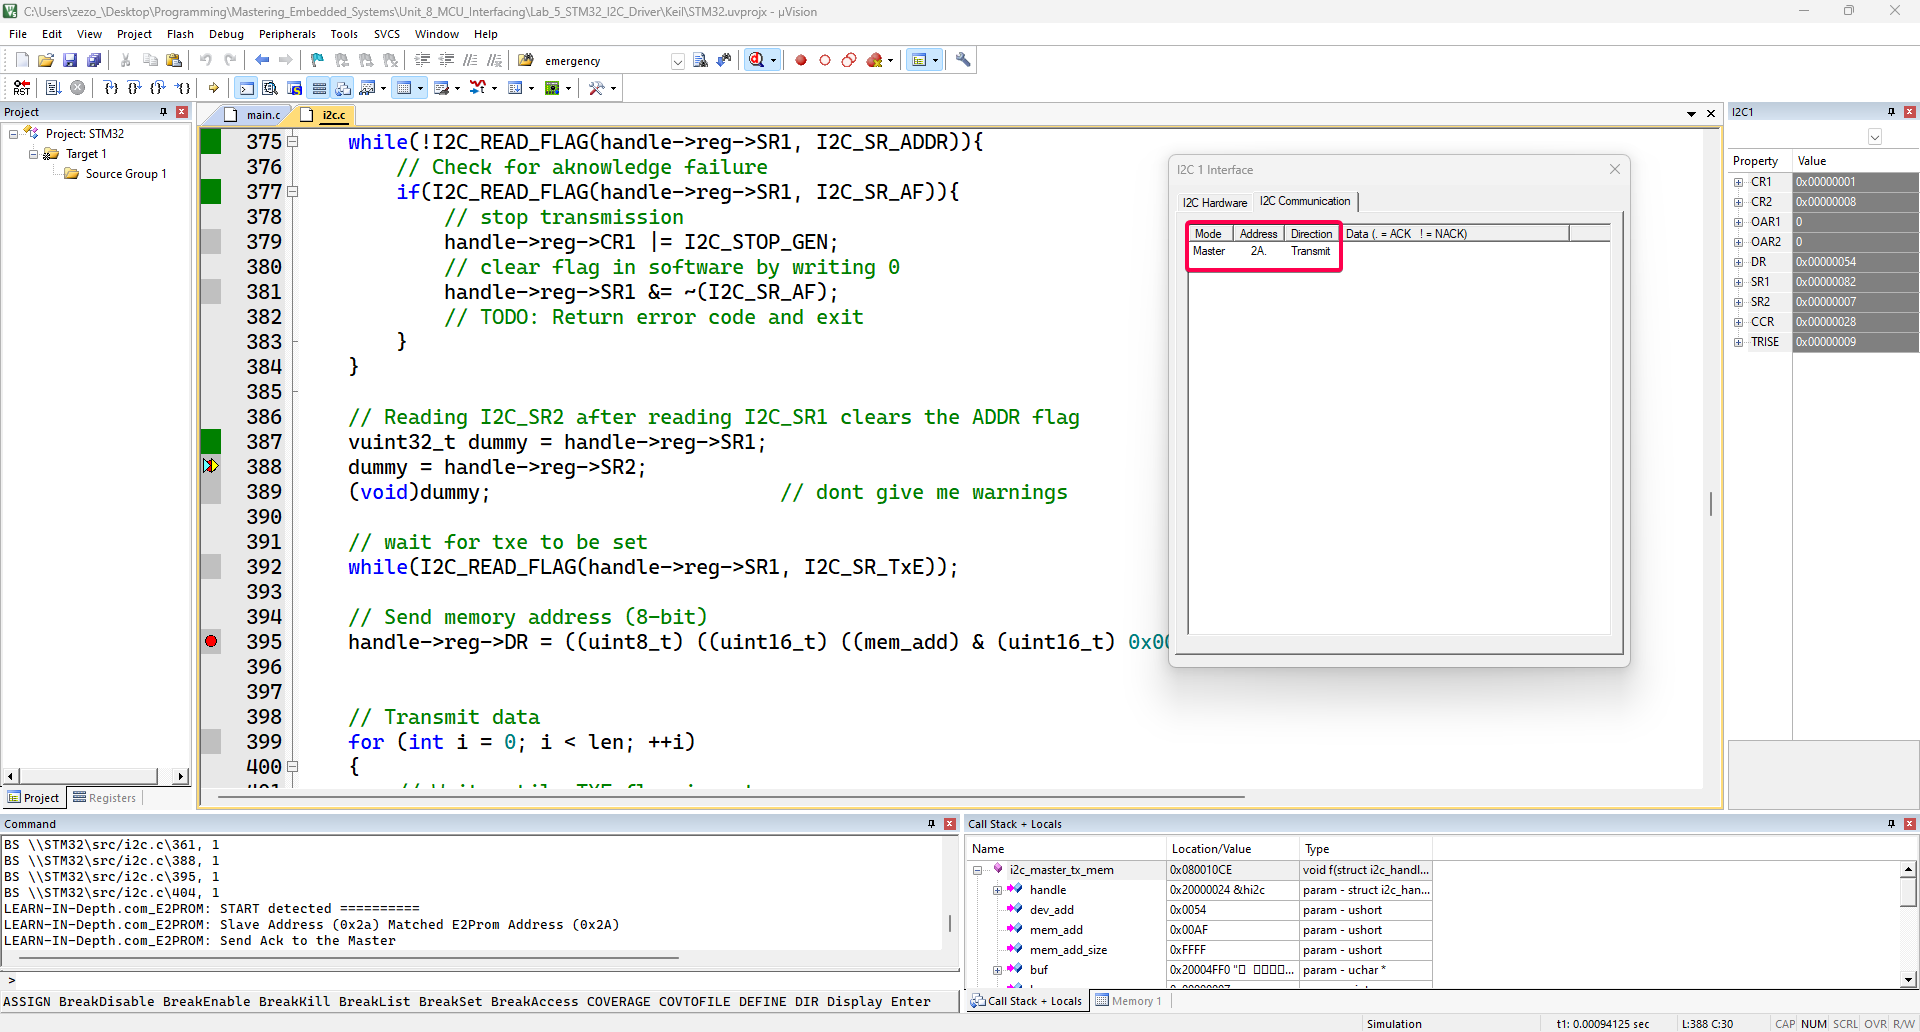 C:\Users\zezo_\Desktop\Programming\Mastering_Embedded_Systems\Unit_8_MCU_Interfacing\Lab_5_STM32_I2C_Driver\Keil\STM32.uvprojx - µVision
File Edit View Project Flash Debug Peripherals Tools SVCS Window Help
emergency
RST
Project
Project: STM32
Target 1
Source Group 1
Project Registers
main.c i2c.c
375 while(!I2C_READ_FLAG(handle->reg->SR1, I2C_SR_ADDR)){
376 // Check for aknowledge failure
377 if(I2C_READ_FLAG(handle->reg->SR1, I2C_SR_AF)){
378 // stop transmission
379 handle->reg->CR1 |= I2C_STOP_GEN;
380 // clear flag in software by writing 0
381 handle->reg->SR1 &= ~(I2C_SR_AF);
382 // TODO: Return error code and exit
383 }
384 }
385
386 // Reading I2C_SR2 after reading I2C_SR1 clears the ADDR flag
387 vuint32_t dummy = handle->reg->SR1;
388 dummy = handle->reg->SR2;
389 (void)dummy; // dont give me warnings
390
391 // wait for txe to be set
392 while(I2C_READ_FLAG(handle->reg->SR1, I2C_SR_TxE));
393
394 // Send memory address (8-bit)
395 handle->reg->DR = ((uint8_t) ((uint16_t) ((mem_add) & (uint16_t) 0x00
396
397
398 // Transmit data
399 for (int i = 0; i < len; ++i)
400 {
I2C 1 Interface
I2C Hardware I2C Communication
Mode Address Direction Data (. = ACK ! = NACK)
Master 2A. Transmit
I2C1
Property Value
CR1 0x00000001
CR2 0x00000008
OAR1 0
OAR2 0
DR 0x00000054
SR1 0x00000082
SR2 0x00000007
CCR 0x00000028
TRISE 0x00000009
Command
BS \\STM32\src/i2c.c\361, 1
BS \\STM32\src/i2c.c\388, 1
BS \\STM32\src/i2c.c\395, 1
BS \\STM32\src/i2c.c\404, 1
LEARN-IN-Depth.com_E2PROM: START detected ==========
LEARN-IN-Depth.com_E2PROM: Slave Address (0x2a) Matched E2Prom Address (0x2A)
LEARN-IN-Depth.com_E2PROM: Send Ack to the Master
>
ASSIGN BreakDisable BreakEnable BreakKill BreakList BreakSet BreakAccess COVERAGE COVTOFILE DEFINE DIR Display Enter
Call Stack + Locals
Name Location/Value Type
i2c_master_tx_mem 0x080010CE void f(struct i2c_handl...
handle 0x20000024 &hi2c param - struct i2c_han...
dev_add 0x0054 param - ushort
mem_add 0x00AF param - ushort
mem_add_size 0xFFFF param - ushort
buf 0x20004FF0 "▯ ▯▯▯▯... param - uchar *
Call Stack + Locals Memory 1
Simulation t1: 0.00094125 sec L:388 C:30 CAP NUM SCRL OVR R/W